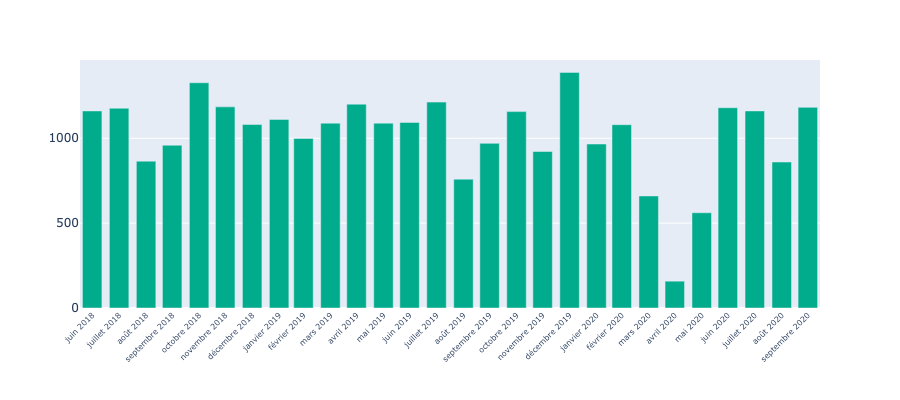 1000
500
0
juin 2018
juillet 2018
août 2018
septembre 2018
octobre 2018
novembre 2018
décembre 2018
janvier 2019
février 2019
mars 2019
avril 2019
mai 2019
juin 2019
juillet 2019
août 2019
septembre 2019
octobre 2019
novembre 2019
décembre 2019
janvier 2020
février 2020
mars 2020
avril 2020
mai 2020
juin 2020
juillet 2020
août 2020
septembre 2020